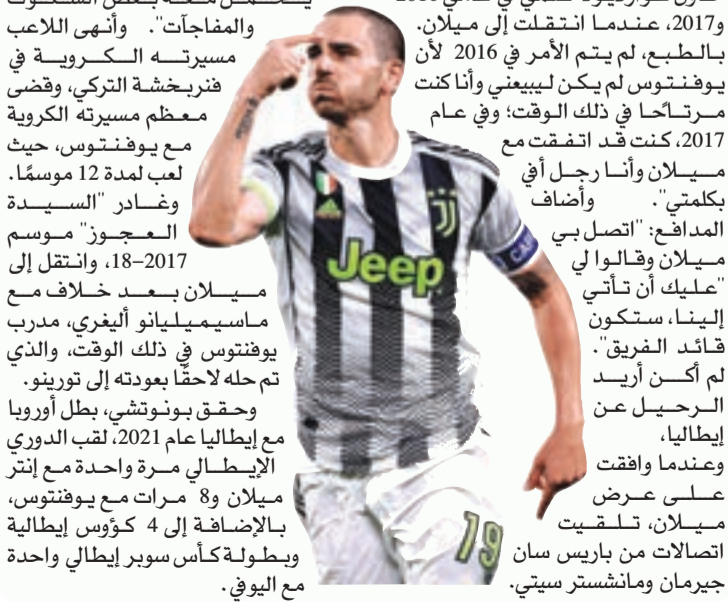 و2017، عندما انتقلت إلى ميلان.
بالطبع، لم يتم الأمر في 2016 لأن
يوفنتوس لم يكن ليبيعني وأنا كنت
مرتاحًا في ذلك الوقت؛ وفي عام
2017، كنت قد اتفقت مع
ميلان وأنا رجل أفي
بكلمتي". وأضاف
المدافع: "اتصل بي
ميلان وقالوا لي
"عليك أن تأتي
إلينا، ستكون
قائد الفريق".
لم أكن أريد
الرحيل عن
إيطاليا،
وعندما وافقت
على عرض
ميلان، تلقيت
اتصالات من باريس سان
جيرمان ومانشستر سيتي.
والمفاجآت". وأنهى اللاعب
مسيرته الكروية في
فنربخشة التركي، وقضى
معظم مسيرته الكروية
مع يوفنتوس، حيث
لعب لمدة 12 موسمًا.
وغادر "السيدة
العجوز" موسم
2017-18، وانتقل إلى
ميلان بعد خلاف مع
ماسيميليانو أليغري، مدرب
يوفنتوس في ذلك الوقت، والذي
تم حله لاحقًا بعودته إلى تورينو.
وحقق بونوتشي، بطل أوروبا
مع إيطاليا عام 2021، لقب الدوري
الإيطالي مرة واحدة مع إنتر
ميلان و8 مرات مع يوفنتوس،
بالإضافة إلى 4 كؤوس إيطالية
وبطولة كأس سوبر إيطالي واحدة
مع اليوفي.
adidas
Jeep
CAP
19